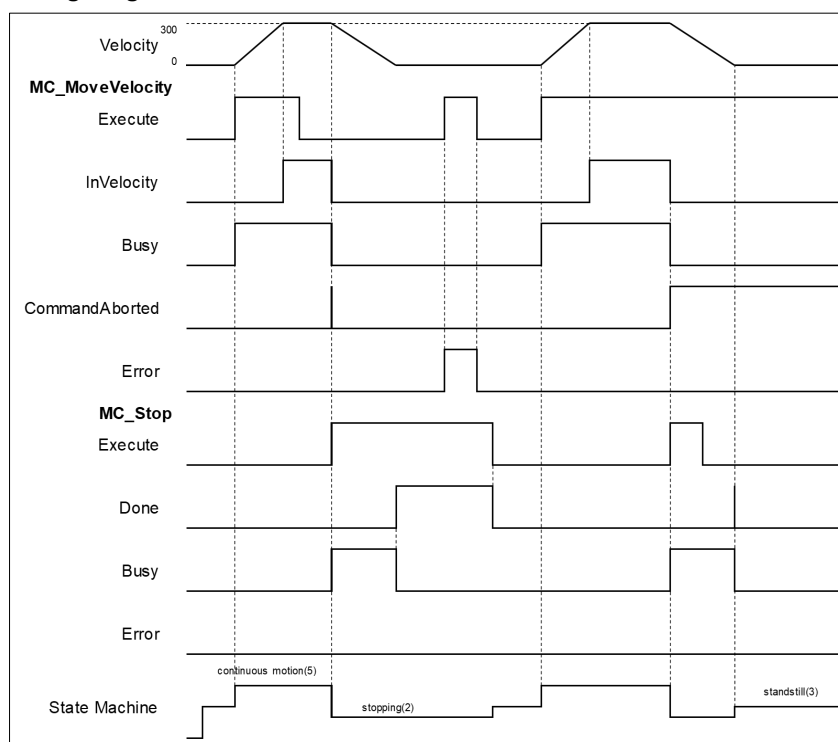 300
Velocity
0
MC_MoveVelocity
Execute
InVelocity
Busy
CommandAborted
Error
MC_Stop
Execute
Done
Busy
Error
continuous motion(5)
standstill(3)
State Machine
stopping(2)